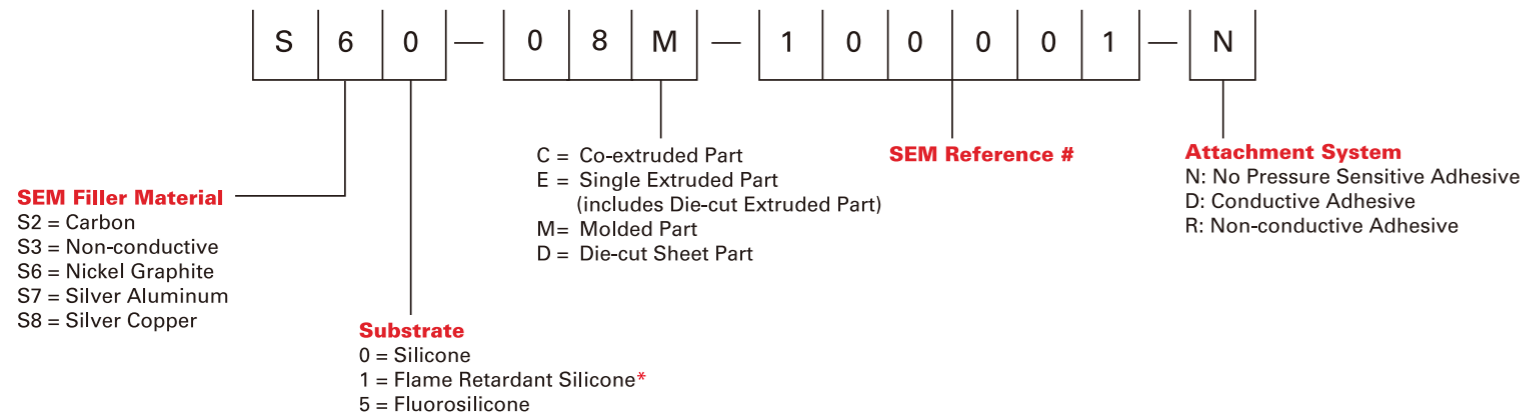 S 6 0 — 0 8 M — 1 0 0 0 0 1 — N
SEM Filler Material
S2 = Carbon
S3 = Non-conductive
S6 = Nickel Graphite
S7 = Silver Aluminum
S8 = Silver Copper
Substrate
0 = Silicone
1 = Flame Retardant Silicone*
5 = Fluorosilicone
C = Co-extruded Part
E = Single Extruded Part
(includes Die-cut Extruded Part)
M= Molded Part
D = Die-cut Sheet Part
SEM Reference #
Attachment System
N: No Pressure Sensitive Adhesive
D: Conductive Adhesive
R: Non-conductive Adhesive